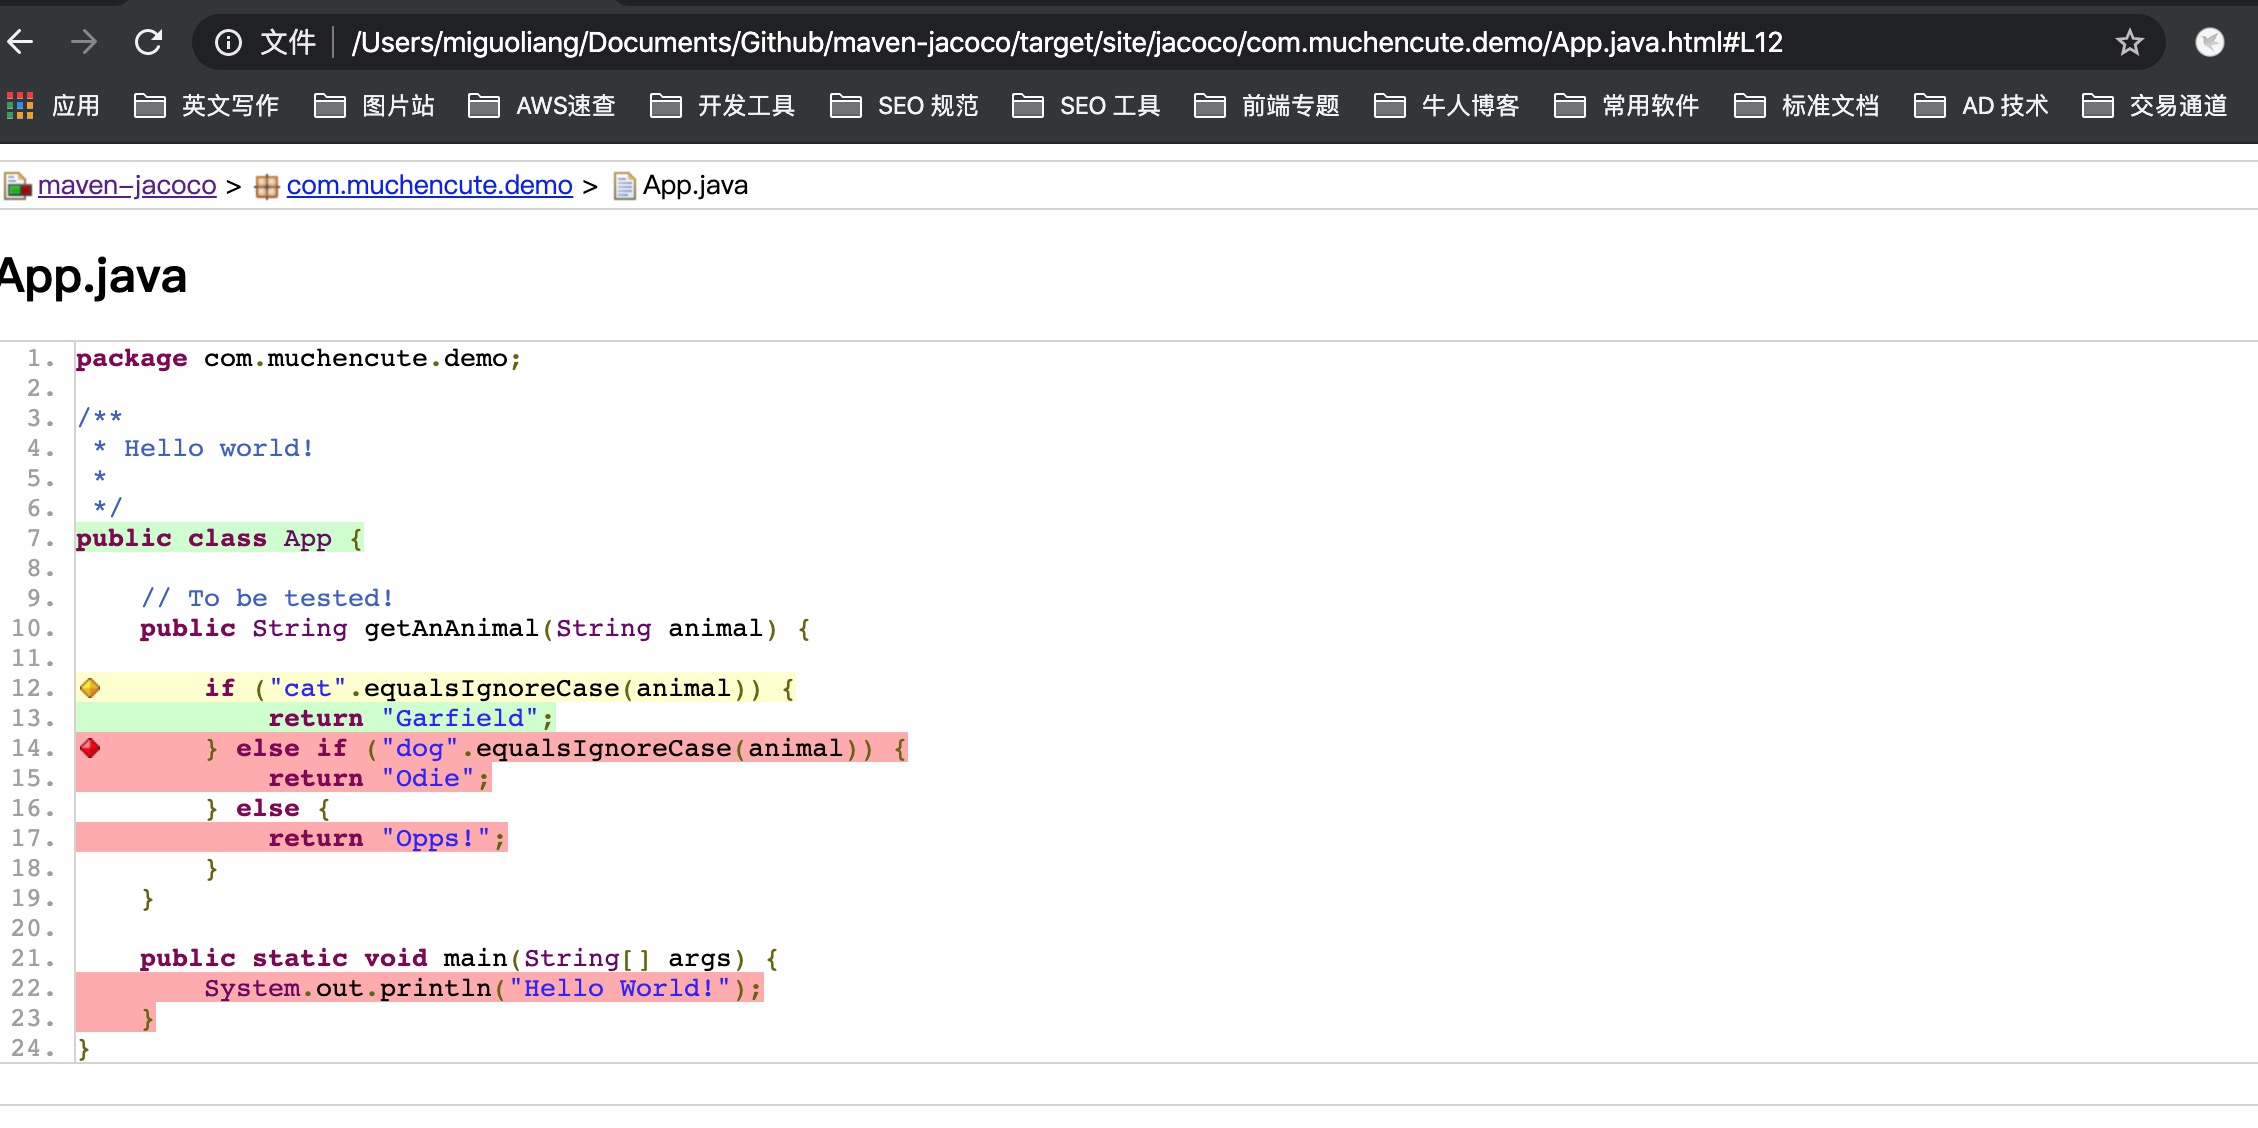 文件 /Users/miguoliang/Documents/Github/maven-jacoco/target/site/jacoco/com.muchencute.demo/App.java.html#L12
应用 英文写作 图片站 AWS速查 开发工具 SEO 规范 SEO 工具 前端专题 牛人博客 常用软件 标准文档 AD 技术 交易通道
maven-jacoco > com.muchencute.demo > App.java
App.java
1. package com.muchencute.demo;
2.
3. /**
4.  * Hello world!
5.  *
6.  */
7. public class App {
8.
9.     // To be tested!
10.     public String getAnAnimal(String animal) {
11.
12.         if ("cat".equalsIgnoreCase(animal)) {
13.             return "Garfield";
14.         } else if ("dog".equalsIgnoreCase(animal)) {
15.             return "Odie";
16.         } else {
17.             return "Opps!";
18.         }
19.     }
20.
21.     public static void main(String[] args) {
22.         System.out.println("Hello World!");
23.     }
24. }